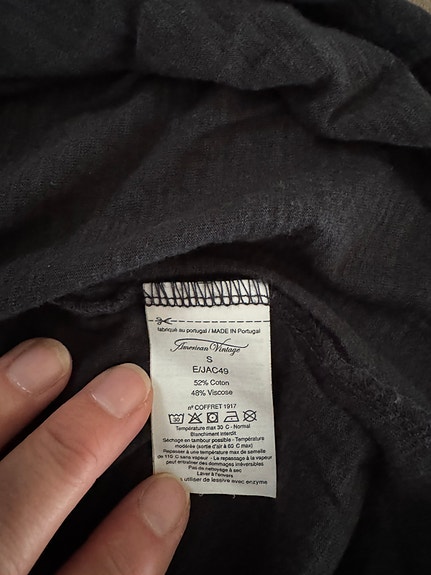 fabriqué au portugal / MADE IN Portugal
American Vintage
S
E/JAC49
52% Coton
48% Viscose
nº COFFRET 1917
30
Température max 30 C - Normal
Blanchiment interdit
Séchage en tambour possible - Température
modérée (sortie d'air à 60 C max)
Repasser à une température max de semelle
de 110 C sans vapeur - Le repassage à la vapeur
peut entraîner des dommages irréversibles
Pas de nettoyage à sec
Laver à l'envers
utiliser de lessive avec enzyme